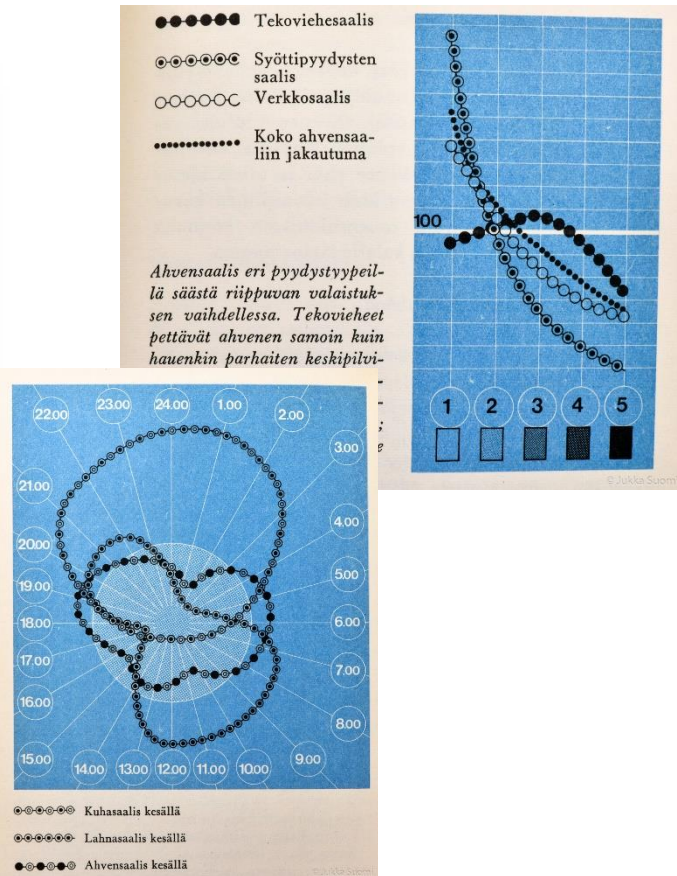 Tekoviehesaalis
Syöttipyydysten
saalis
Verkkosaalis
Koko ahvensaa-
liin jakautuma
100
Ahvensaalis eri pyydystyypeil-
lä säästä riippuvan valaistuk-
sen vaihdellessa. Tekovieheet
pettävät ahvenen samoin kuin
hauenkin parhaiten keskipilvi-
1 2 3 4 5
© Jukka Suomi
24.00
1.00
2.00
3.00
4.00
5.00
6.00
7.00
8.00
9.00
10.00
11.00
12.00
13.00
14.00
15.00
16.00
17.00
18.00
19.00
20.00
21.00
22.00
23.00
Kuhasaalis kesällä
Lahnasaalis kesällä
Ahvensaalis kesällä